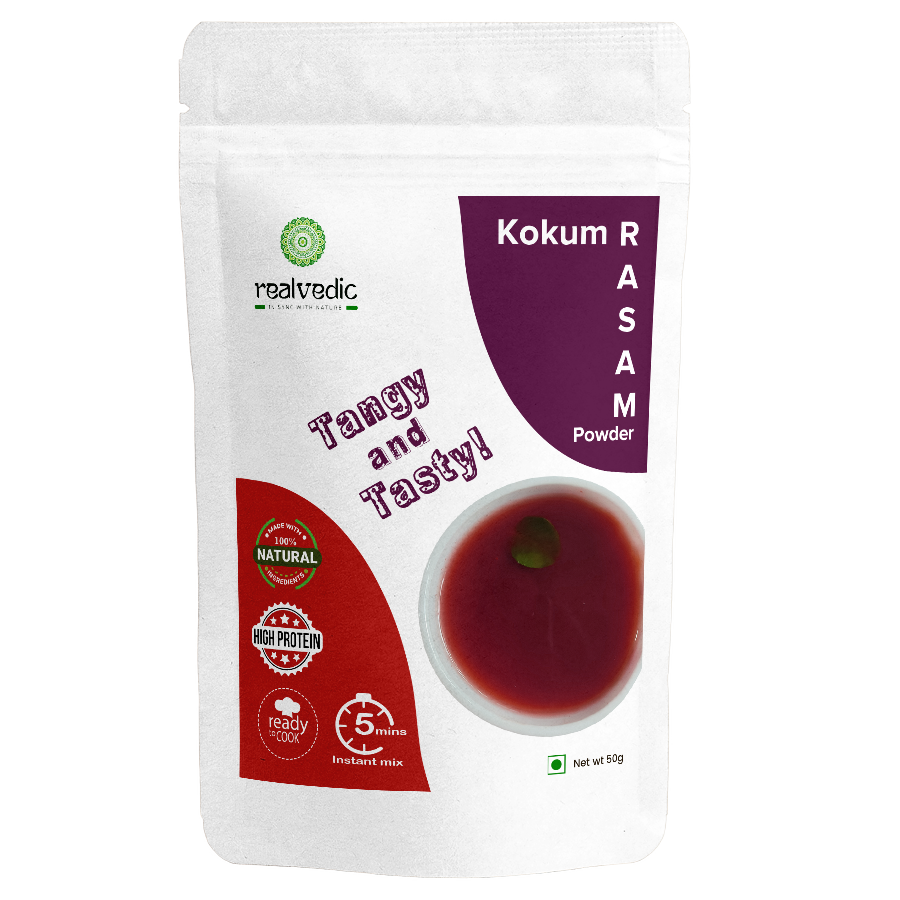 realvedic
IN SYNC WITH NATURE
Kokum R
A
S
A
M
Powder
Tangy
and
Tasty!
MADE WITH
100%
NATURAL
INGREDIENTS
HIGH PROTEIN
ready
to COOK
5 mins
Instant mix
Net wt 50g